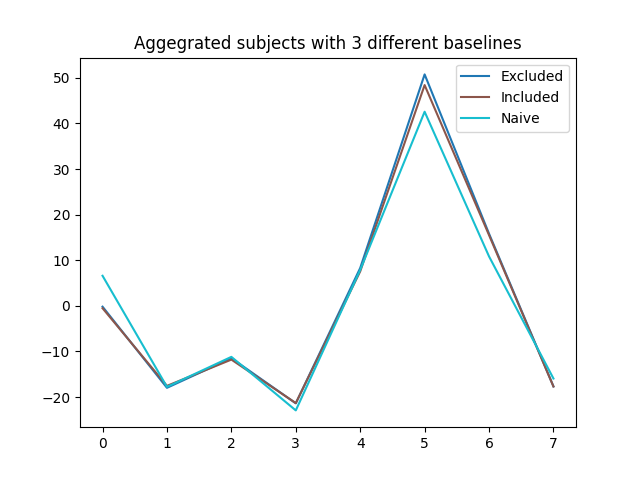 Aggegrated subjects with 3 different baselines
Excluded
Included
Naive
50
40
30
20
10
0
−10
−20
0 1 2 3 4 5 6 7